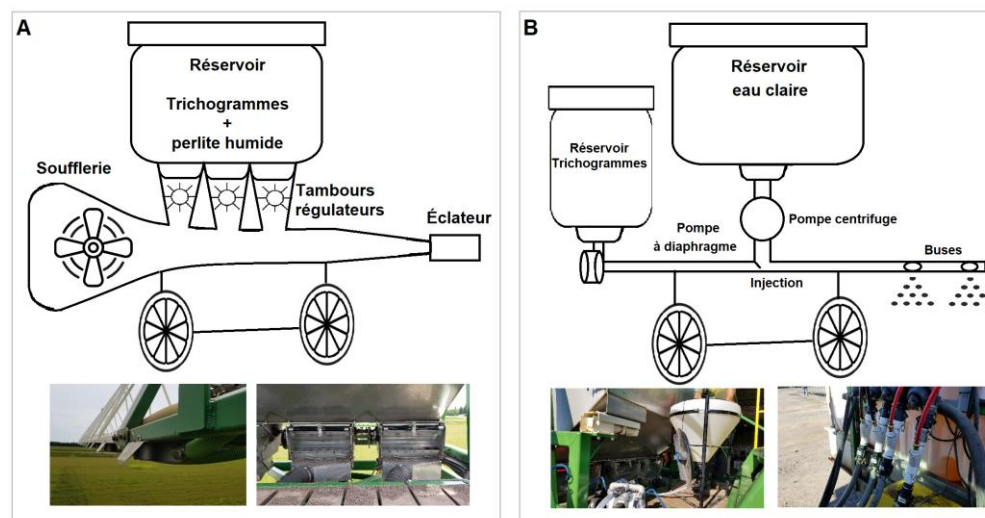 A
Réservoir
Trichogrammes
+
perlite humide
Soufflerie
Tambours
régulateurs
Éclateur
B
Réservoir
eau claire
Réservoir
Trichogrammes
Pompe centrifuge
Pompe
à diaphragme
Buses
Injection